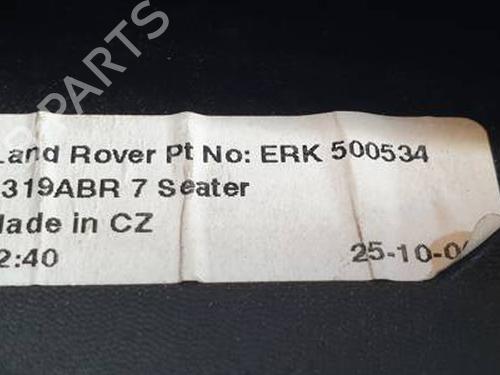 PARTS
Land Rover Pt No: ERK 500534
319ABR 7 Seater
Made in CZ
2:40 25-10-0